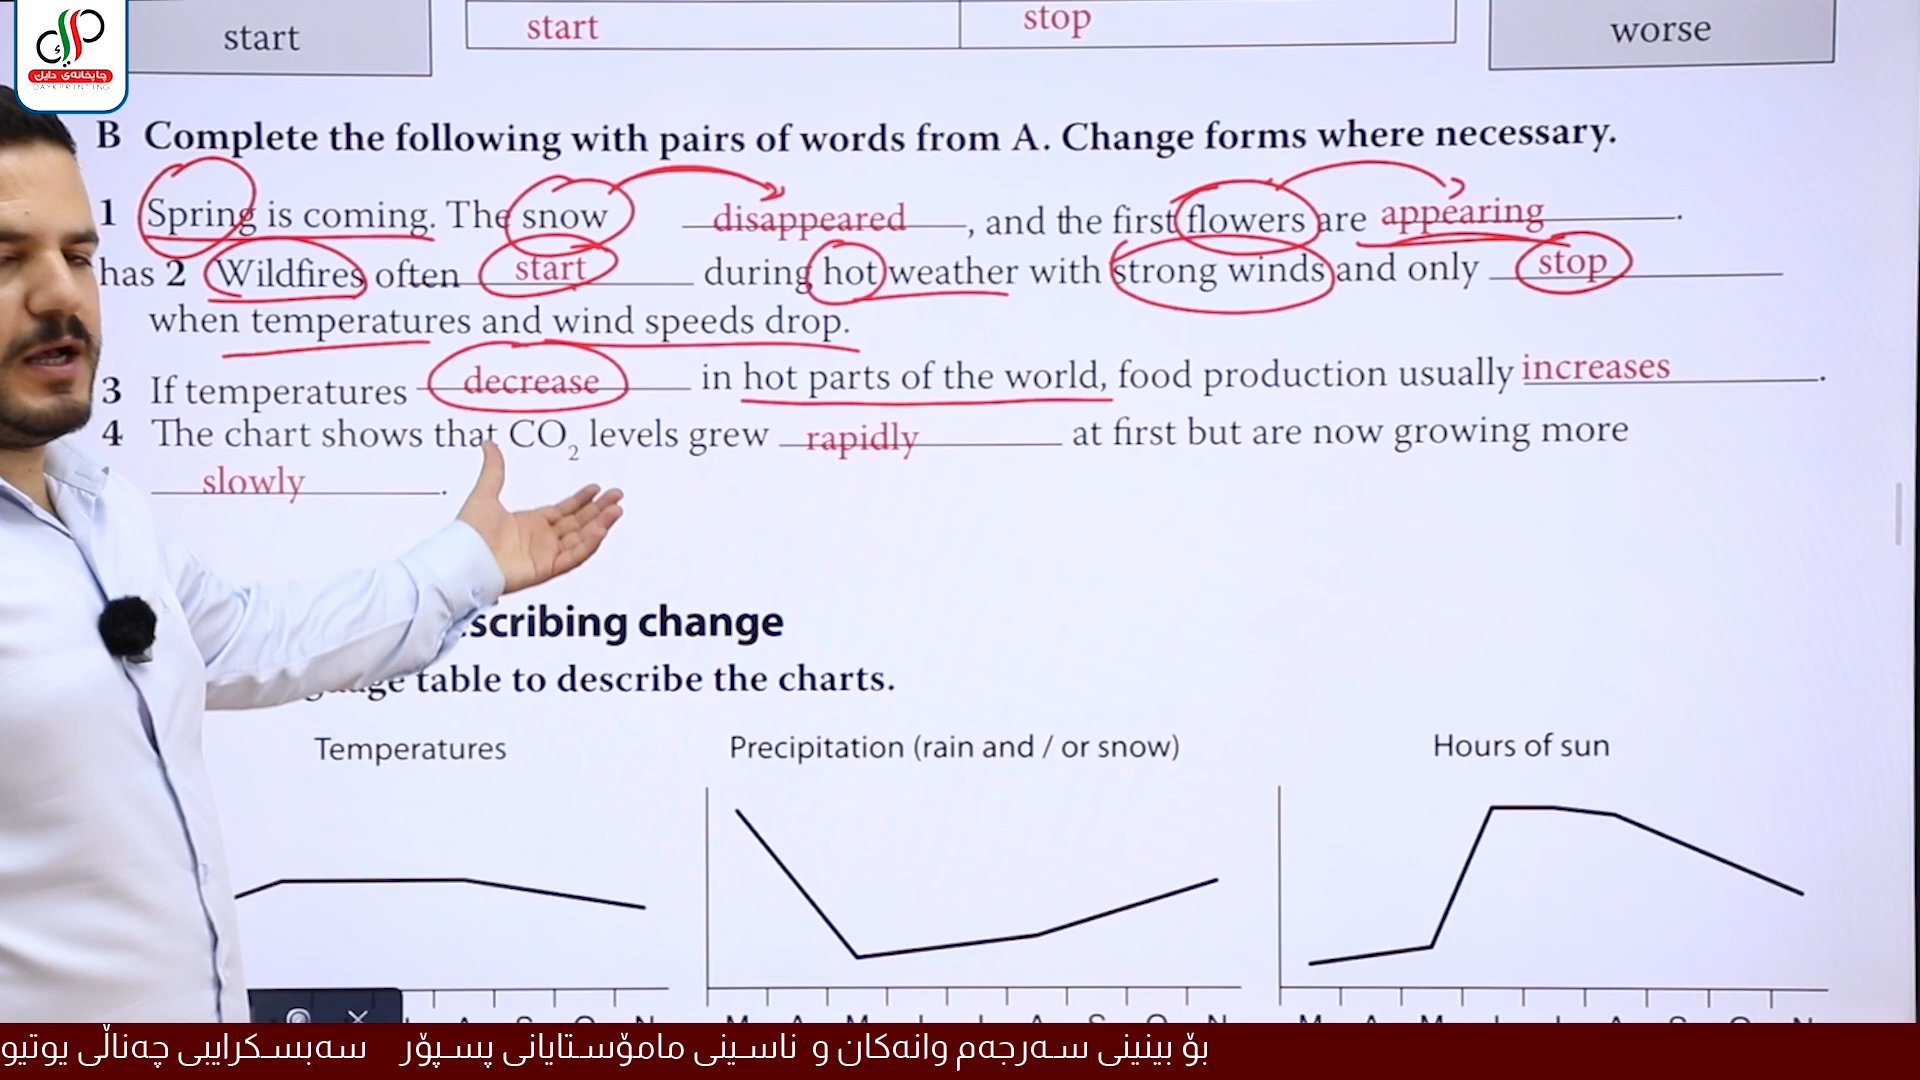 چاپخانەی دایک
DAYK PRINTING
start
start
stop
worse
B Complete the following with pairs of words from A. Change forms where necessary.
1 Spring is coming. The snow disappeared, and the first flowers are appearing.
has 2 Wildfires often start during hot weather with strong winds and only stop
when temperatures and wind speeds drop.
3 If temperatures decrease in hot parts of the world, food production usually increases.
4 The chart shows that CO2 levels grew rapidly at first but are now growing more
slowly.
scribing change
table to describe the charts.
Temperatures
Precipitation (rain and / or snow)
Hours of sun
بۆ بینینی سەرجەم وانەکان و ناسینی مامۆستایانی پسپۆر سەبسکرایبی چەناڵی یوتیو